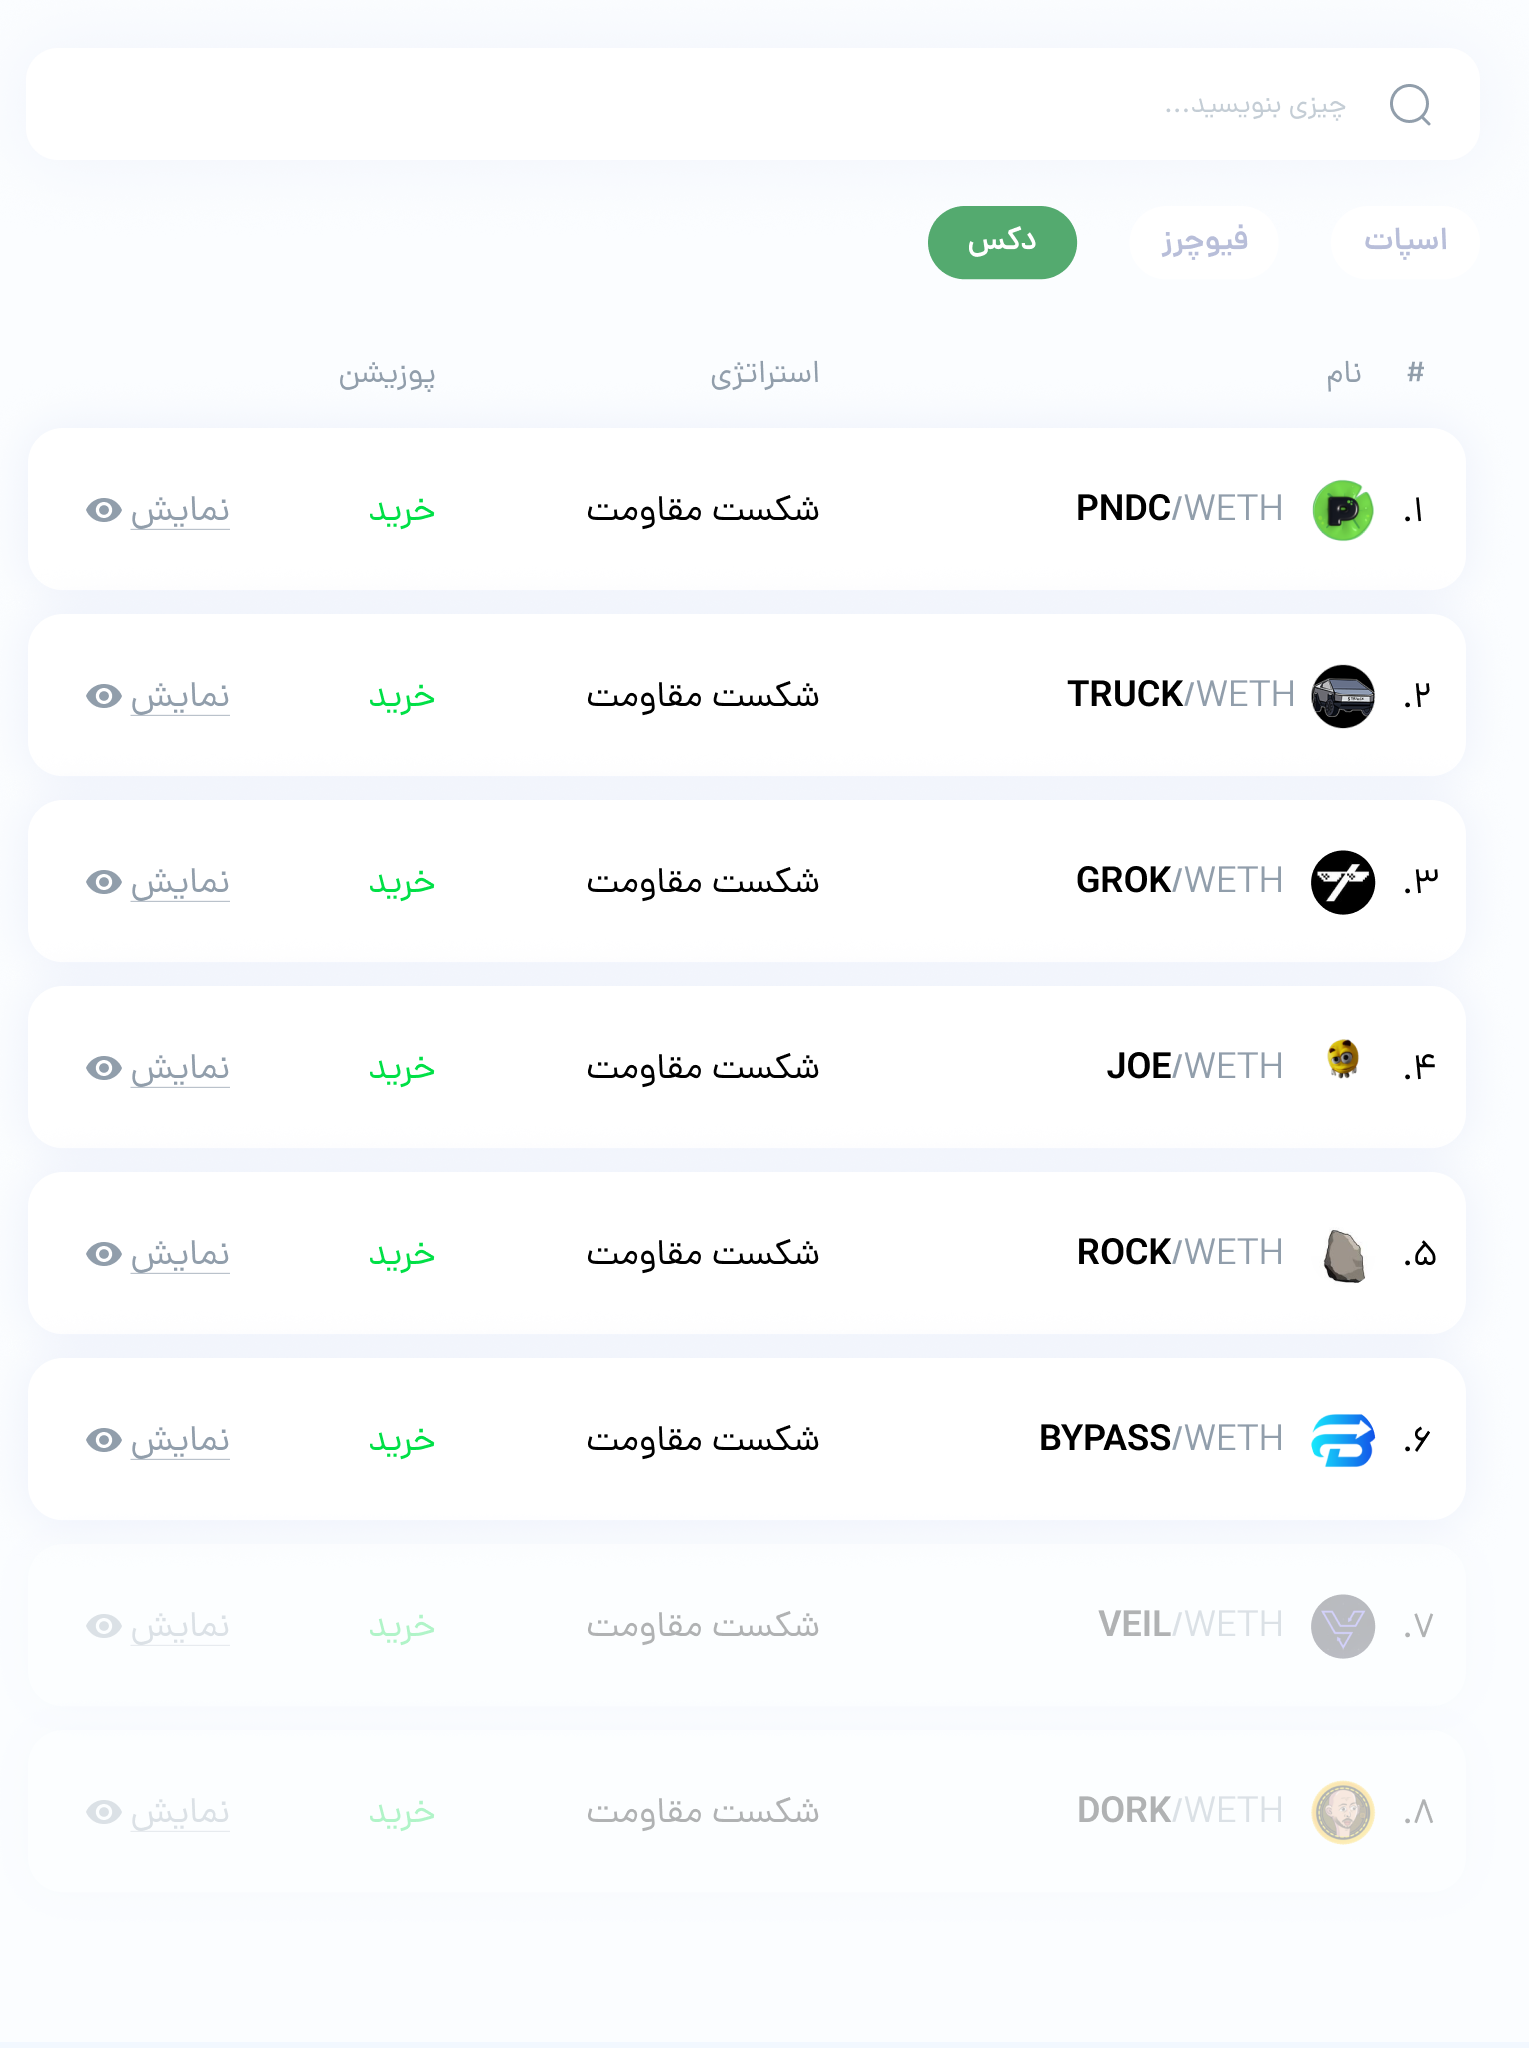 چیزی بنویسید...
اسپات فیوچرز دکس
# نام استراتژی پوزیشن
۱. PNDC/WETH شکست مقاومت خرید نمایش
۲. TRUCK/WETH شکست مقاومت خرید نمایش
۳. GROK/WETH شکست مقاومت خرید نمایش
۴. JOE/WETH شکست مقاومت خرید نمایش
۵. ROCK/WETH شکست مقاومت خرید نمایش
۶. BYPASS/WETH شکست مقاومت خرید نمایش
۷. VEIL/WETH شکست مقاومت خرید نمایش
۸. DORK/WETH شکست مقاومت خرید نمایش